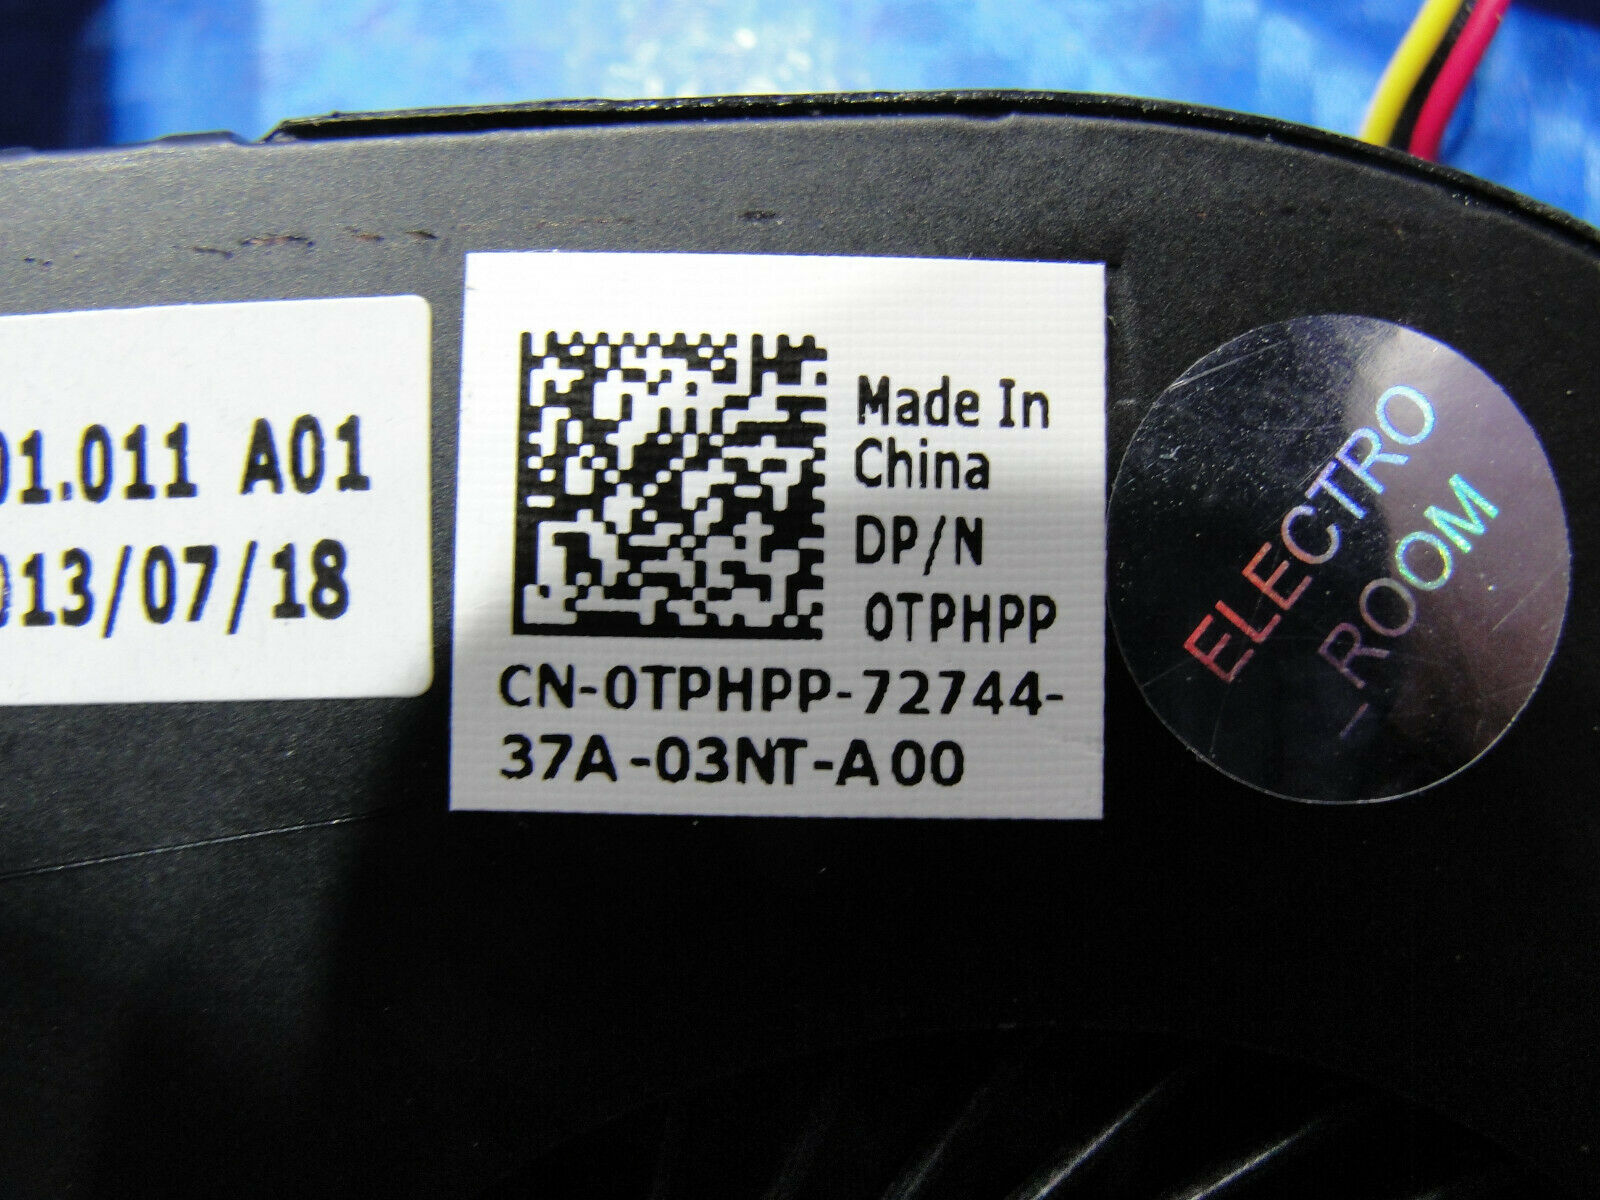 01.011 A01
013/07/18
Made In
China
DP/N
0TPHPP
CN-0TPHPP-72744-
37A-03NT-A00
ELECTRO
-ROOM